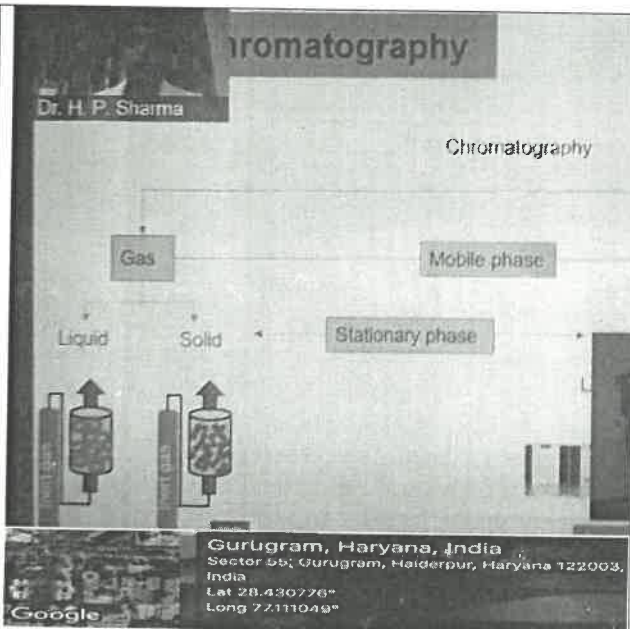 hromatography
Dr. H. P. Sharma
Chromatography
Gas
Mobile phase
Liquid
Solid
Stationary phase
L
Google
Gurugram, Haryana, India
Sector 55, Gurugram, Haiderpur, Haryana 122003,
India
Lat 28.430776°
Long 77.111049°